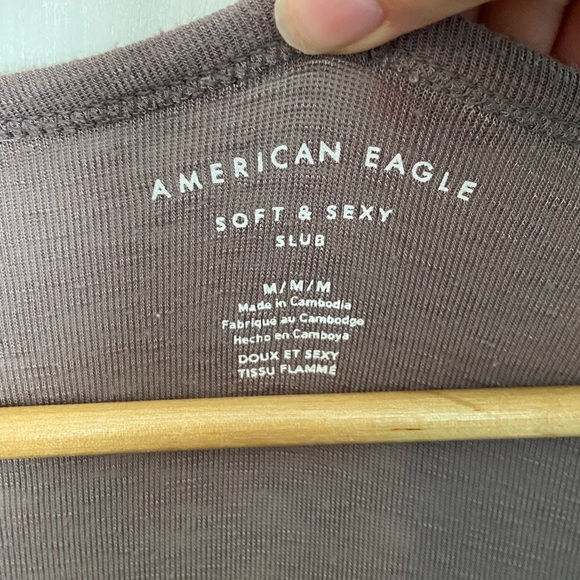 AMERICAN EAGLE
SOFT & SEXY
SLUB
M/M/M
Made in Cambodia
Fabriqué au Cambodge
Hecho en Camboya
DOUX ET SEXY
TISSU FLAMMÉ